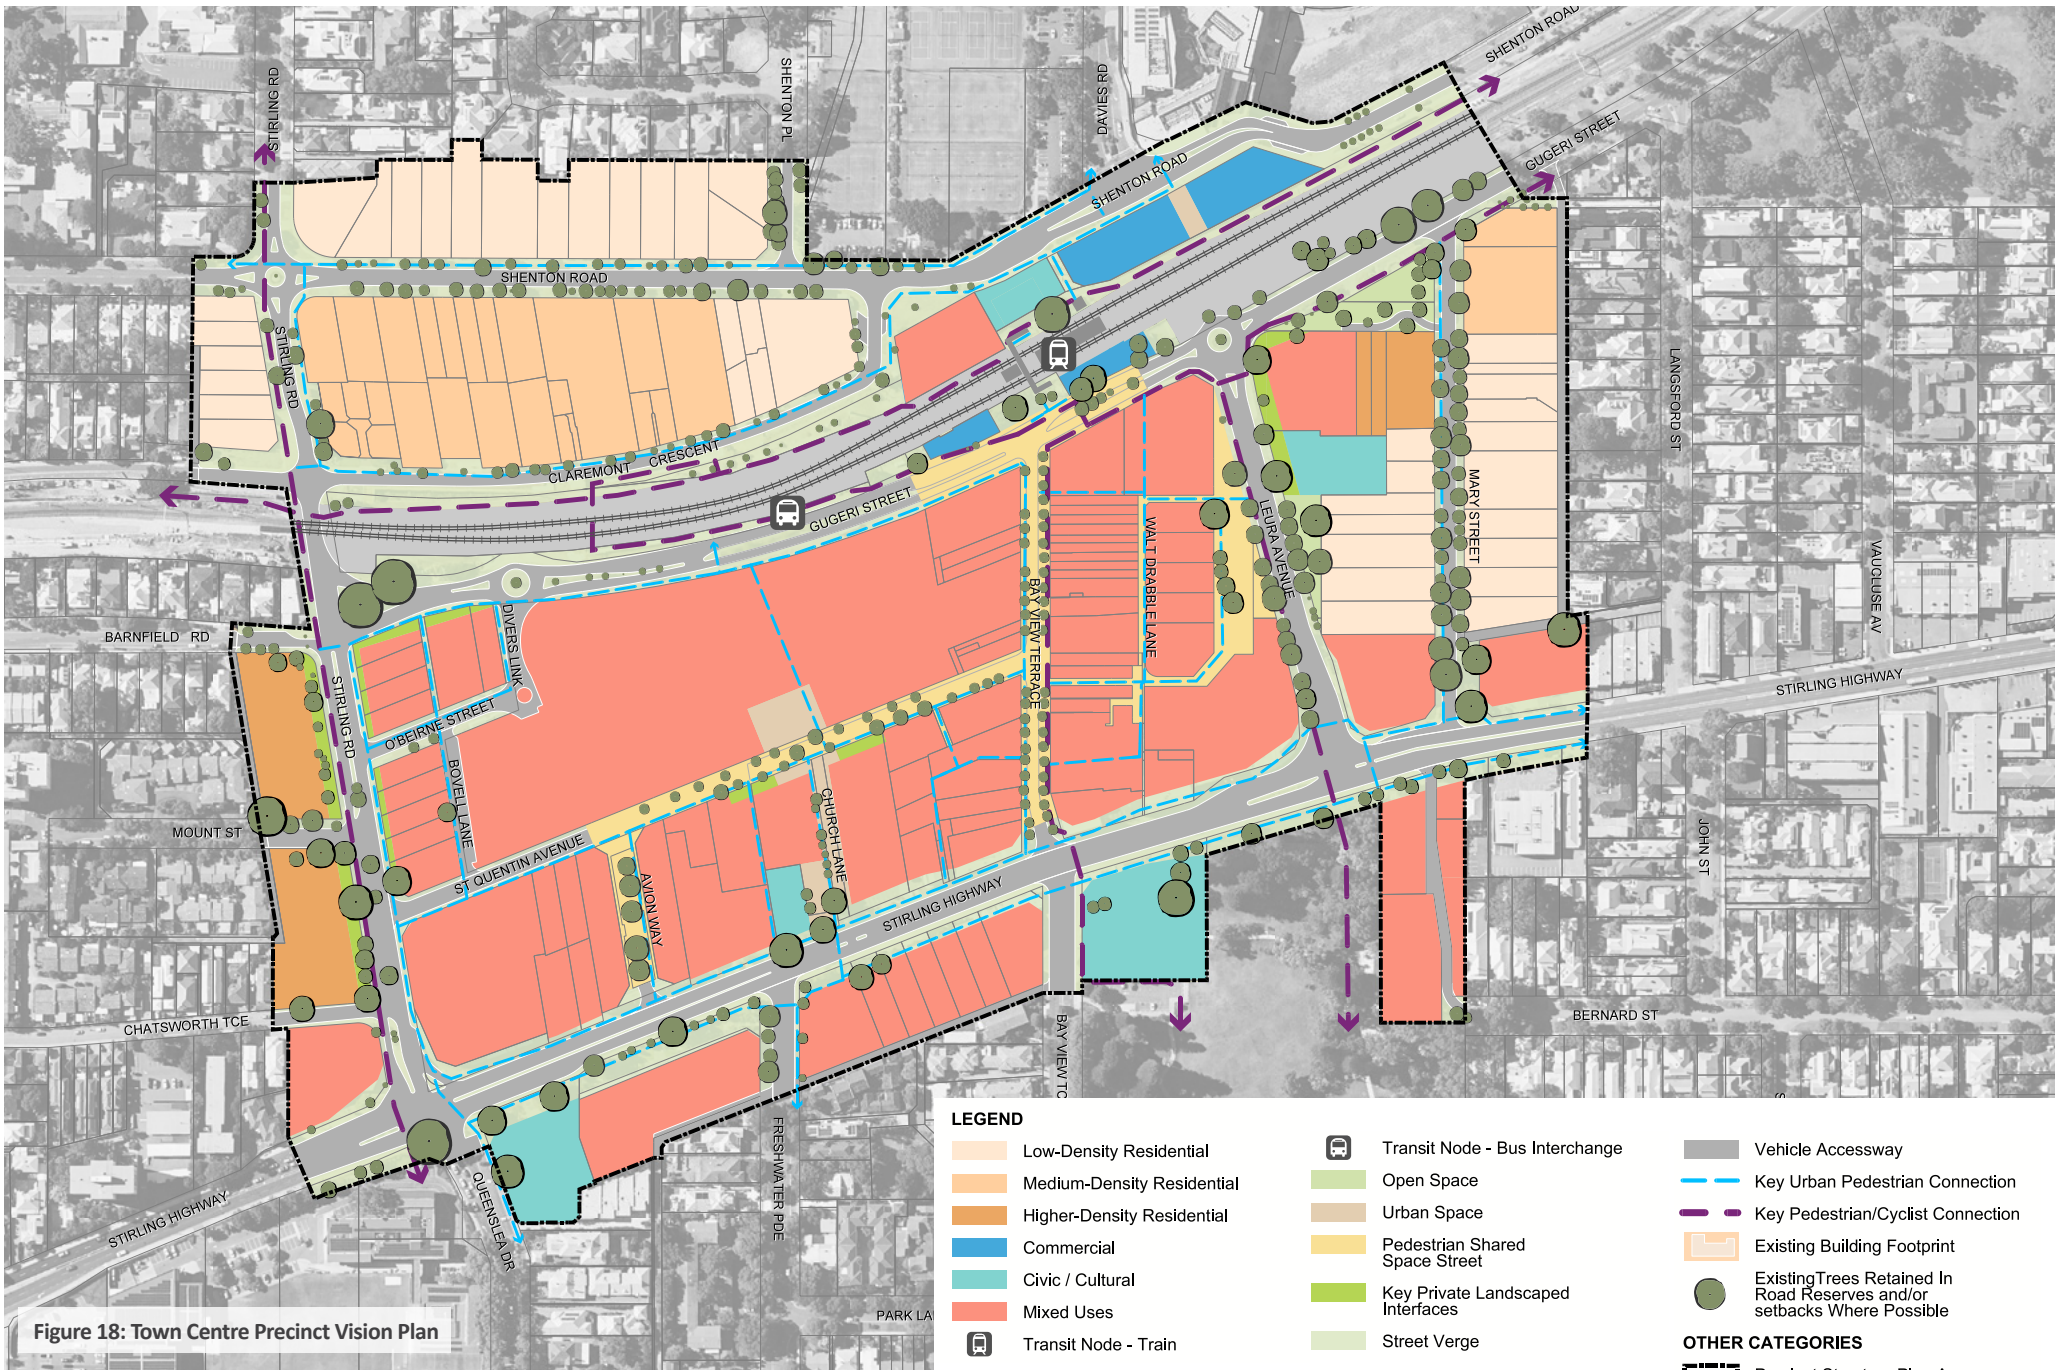 SHENTON ROAD
STIRLING RD
SHENTON PL
DAVIES RD
GUGERI STREET
SHENTON ROAD
SHENTON ROAD
STIRLING RD
LANGSFORD ST
CLAREMONT CRESCENT
GUGERI STREET
MARY STREET
LEURA AVENUE
WALT DRABBLE LANE
BAY VIEW TERRACE
VAUCLUSE AV
BARNFIELD RD
DIVERS LINK
STIRLING RD
O'BEIRNE STREET
STIRLING HIGHWAY
BOVELL LANE
MOUNT ST
CHURCH LANE
ST QUENTIN AVENUE
JOHN ST
AVION WAY
STIRLING HIGHWAY
CHATSWORTH TCE
BERNARD ST
BAY VIEW TC
FRESHWATER PDE
QUEENSLEA DR
STIRLING HIGHWAY
PARK LA
Figure 18: Town Centre Precinct Vision Plan
LEGEND
Low-Density Residential
Medium-Density Residential
Higher-Density Residential
Commercial
Civic / Cultural
Mixed Uses
Transit Node - Train
Transit Node - Bus Interchange
Open Space
Urban Space
Pedestrian Shared
Space Street
Key Private Landscaped
Interfaces
Street Verge
Vehicle Accessway
Key Urban Pedestrian Connection
Key Pedestrian/Cyclist Connection
Existing Building Footprint
ExistingTrees Retained In
Road Reserves and/or
setbacks Where Possible
OTHER CATEGORIES